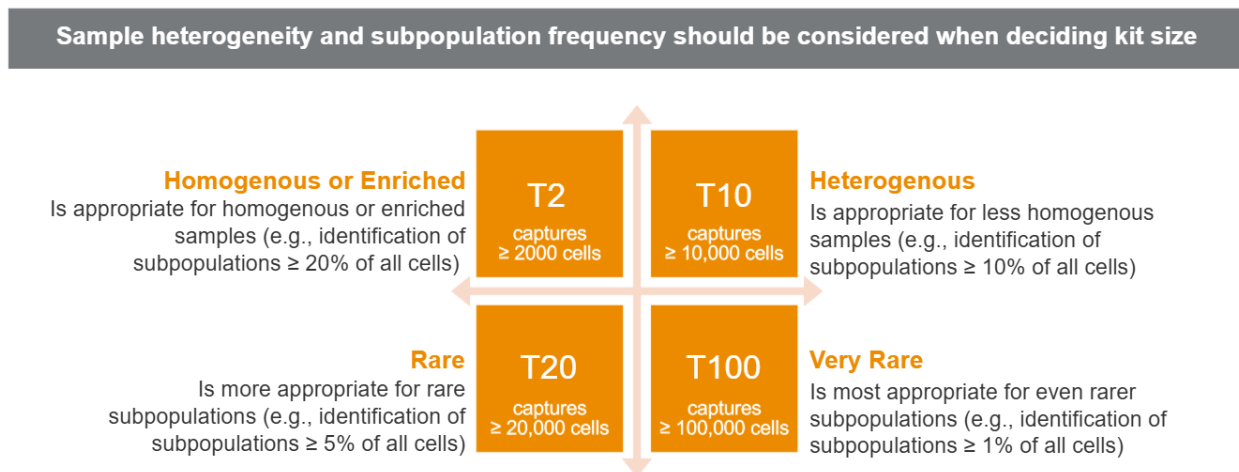 Sample heterogeneity and subpopulation frequency should be considered when deciding kit size
Homogenous or Enriched
Is appropriate for homogenous or enriched
samples (e.g., identification of
subpopulations ≥ 20% of all cells)
T2
captures
≥ 2000 cells
T10
captures
≥ 10,000 cells
Heterogenous
Is appropriate for less homogenous
samples (e.g., identification of
subpopulations ≥ 10% of all cells)
Rare
Is more appropriate for rare
subpopulations (e.g., identification of
subpopulations ≥ 5% of all cells)
T20
captures
≥ 20,000 cells
T100
captures
≥ 100,000 cells
Very Rare
Is most appropriate for even rarer
subpopulations (e.g., identification of
subpopulations ≥ 1% of all cells)